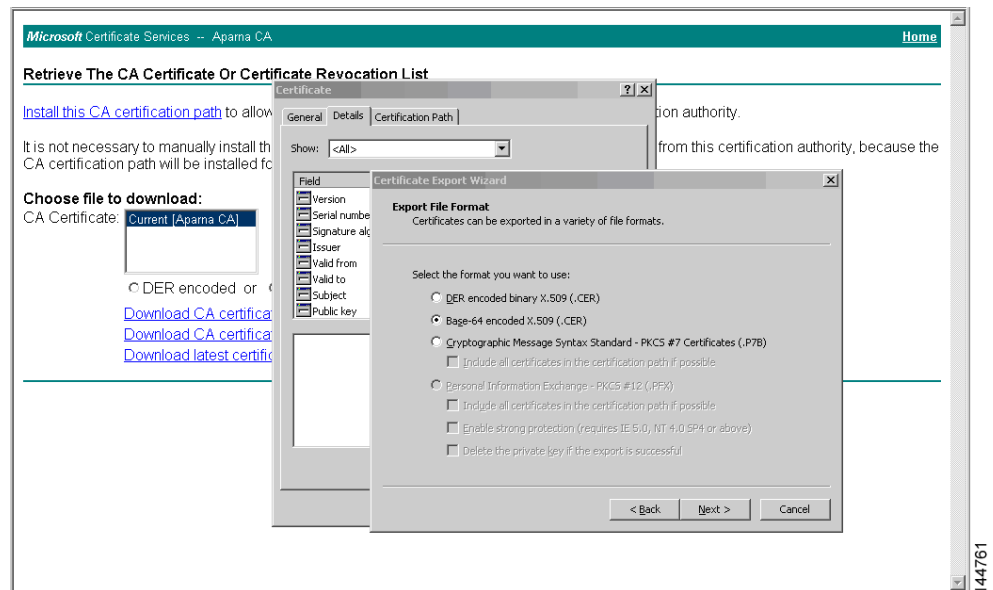 Microsoft Certificate Services -- Aparna CA Home
Retrieve The CA Certificate Or Certificate Revocation List
Install this CA certification path to allow
tion authority.
It is not necessary to manually install th
from this certification authority, because the
CA certification path will be installed fo
Choose file to download:
CA Certificate: Current [Aparna CA]
DER encoded or
Download CA certifica
Download CA certifica
Download latest certific
Certificate
General Details Certification Path
Show: <All>
Field
Version
Serial numbe
Signature alg
Issuer
Valid from
Valid to
Subject
Public key
Certificate Export Wizard
Export File Format
Certificates can be exported in a variety of file formats.
Select the format you want to use:
DER encoded binary X.509 (.CER)
Base-64 encoded X.509 (.CER)
Cryptographic Message Syntax Standard - PKCS #7 Certificates (.P7B)
Include all certificates in the certification path if possible
Personal Information Exchange - PKCS #12 (.PFX)
Include all certificates in the certification path if possible
Enable strong protection (requires IE 5.0, NT 4.0 SP4 or above)
Delete the private key if the export is successful
< Back Next > Cancel
144761